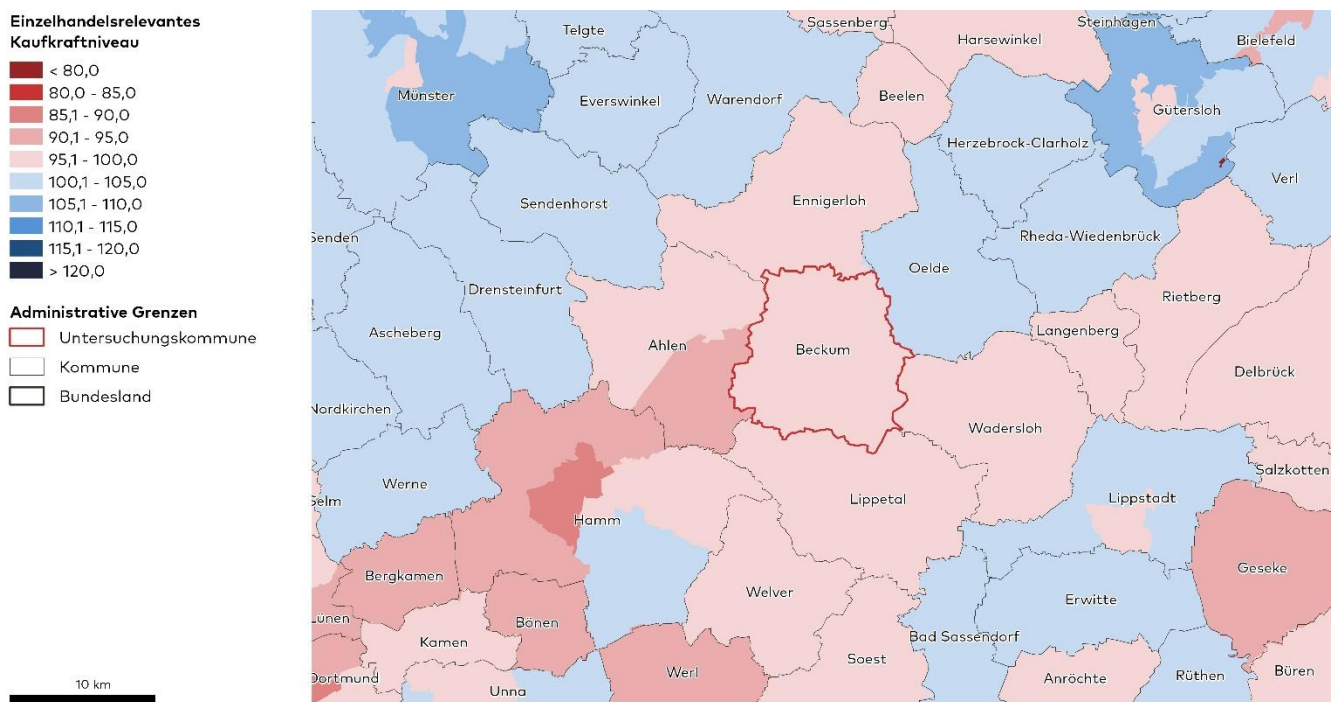 Einzelhandelsrelevantes
Kaufkraftniveau
< 80,0
80,0 - 85,0
85,1 - 90,0
90,1 - 95,0
95,1 - 100,0
100,1 - 105,0
105,1 - 110,0
110,1 - 115,0
115,1 - 120,0
> 120,0
Administrative Grenzen
Untersuchungskommune
Kommune
Bundesland
10 km
Sassenberg
Steinhagen
Telgte
Harsewinkel
Bielefeld
Münster
Everswinkel
Warendorf
Beelen
Gütersloh
Herzebrock-Clarholz
Verl
Sendenhorst
Ennigerloh
Senden
Rheda-Wiedenbrück
Oelde
Drensteinfurt
Rietberg
Ascheberg
Langenberg
Ahlen
Beckum
Delbrück
Nordkirchen
Wadersloh
Werne
Salzkotten
Selm
Lippetal
Lippstadt
Hamm
Geseke
Bergkamen
Welver
Erwitte
Lünen
Bönen
Kamen
Bad Sassendorf
Soest
Werl
Dortmund
Anröchte
Rüthen
Büren
Unna